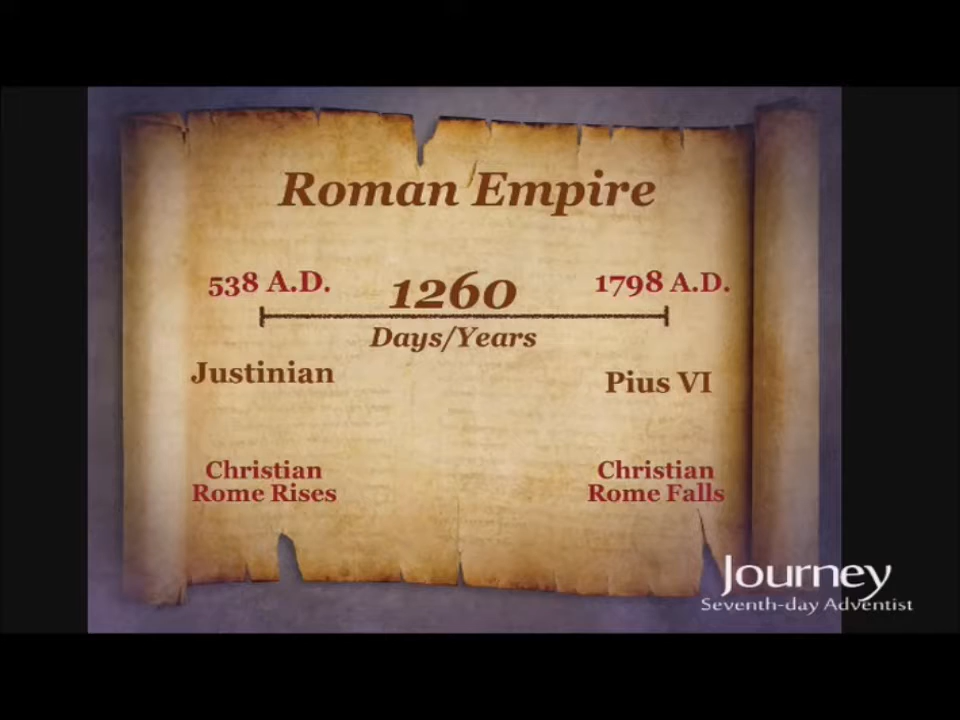 Roman Empire
538 A.D.
1260
1798 A.D.
Days/Years
Justinian
Pius VI
Christian
Rome Rises
Christian
Rome Falls
Journey
Seventh-day Adventist